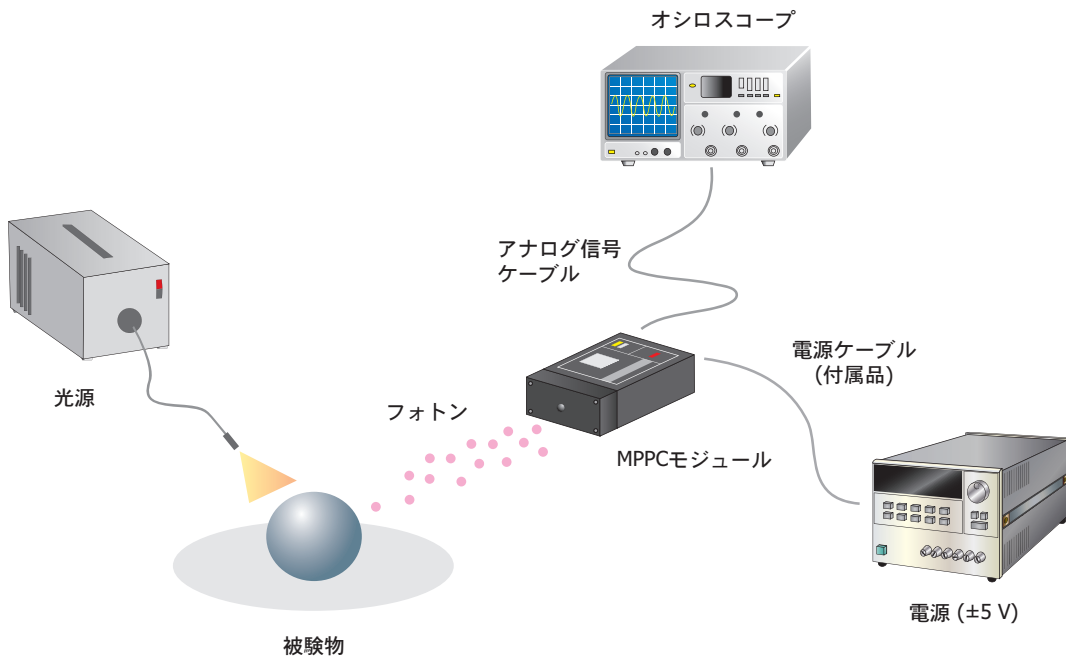 オシロスコープ
アナログ信号
ケーブル
電源ケーブル
(付属品)
光源
フォトン
MPPCモジュール
電源 (±5 V)
被験物